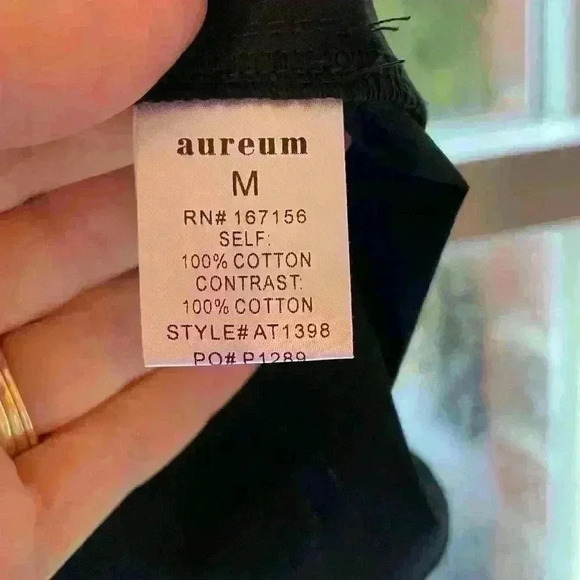 aureum
M
RN# 167156
SELF:
100% COTTON
CONTRAST:
100% COTTON
STYLE# AT1398
PO# P1289